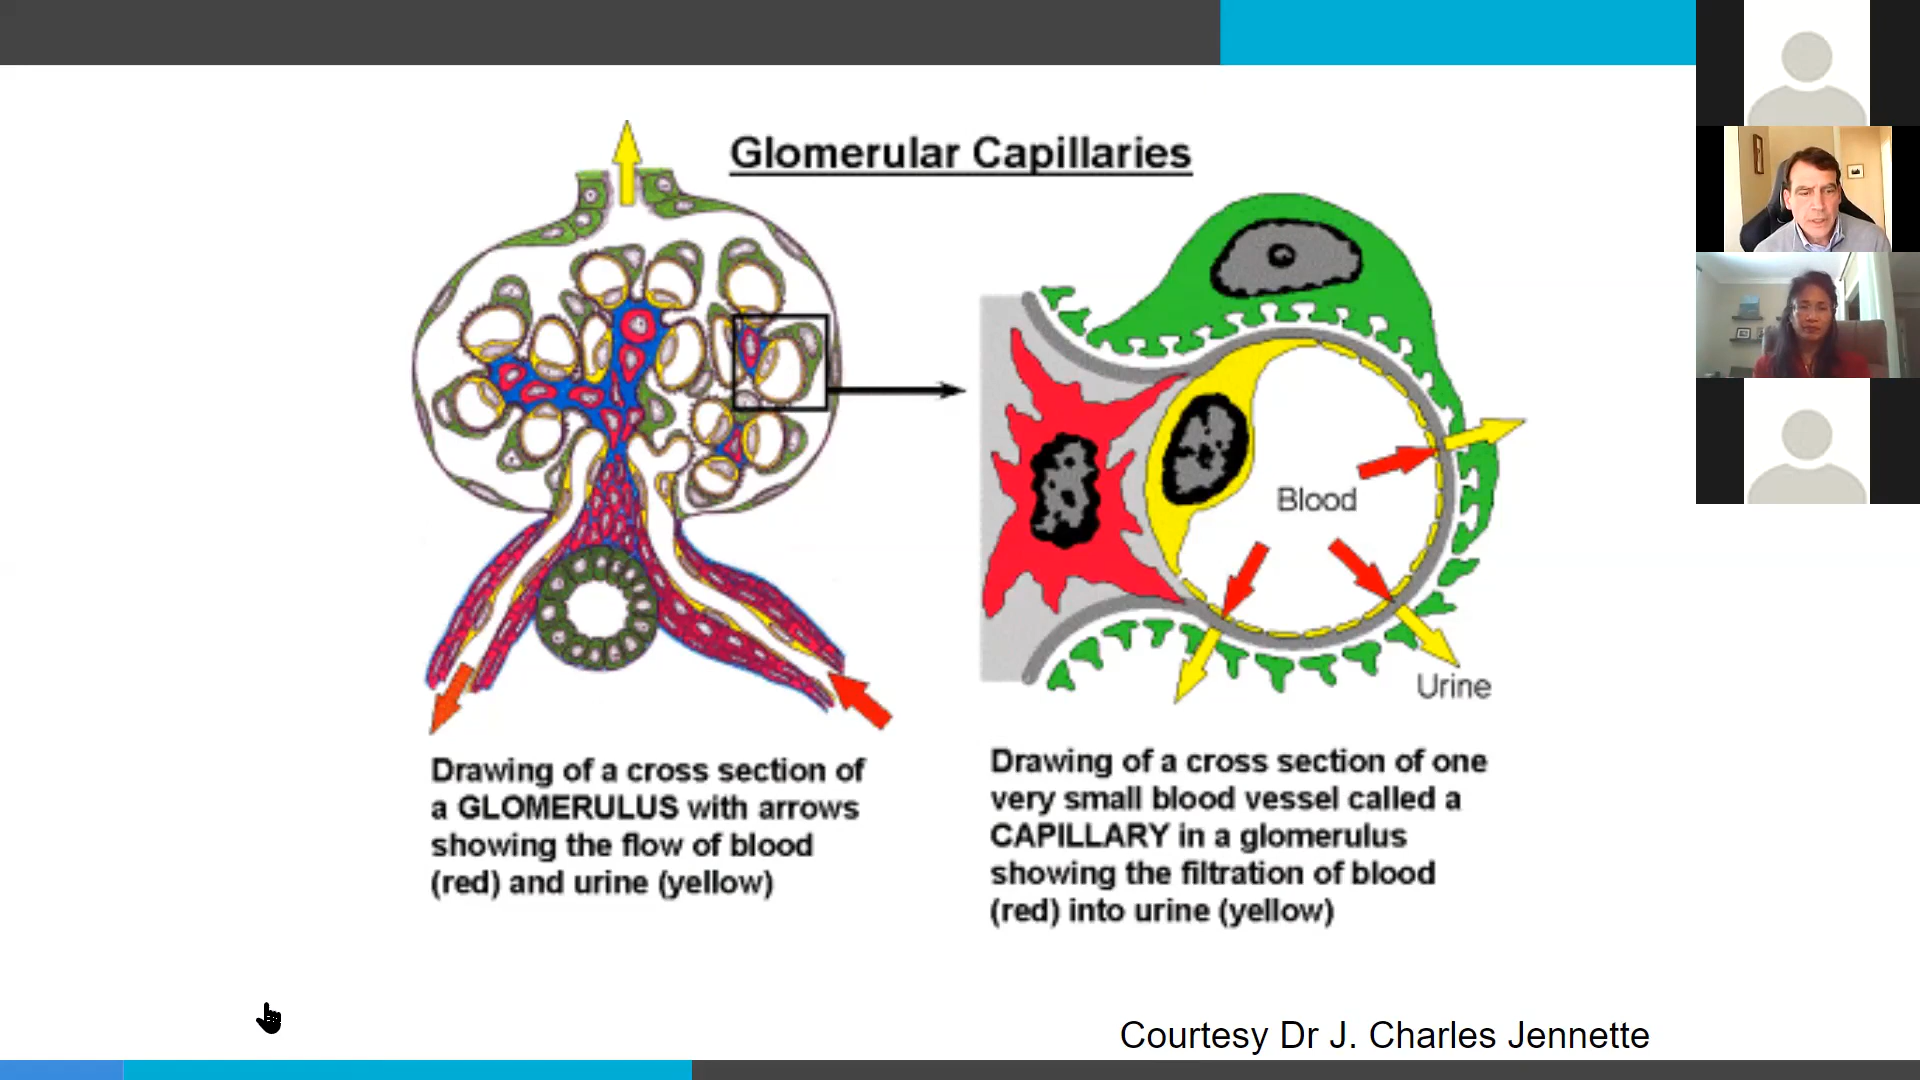 Glomerular Capillaries
Blood
Urine
Drawing of a cross section of
a GLOMERULUS with arrows
showing the flow of blood
(red) and urine (yellow)
Drawing of a cross section of one
very small blood vessel called a
CAPILLARY in a glomerulus
showing the filtration of blood
(red) into urine (yellow)
Courtesy Dr J. Charles Jennette